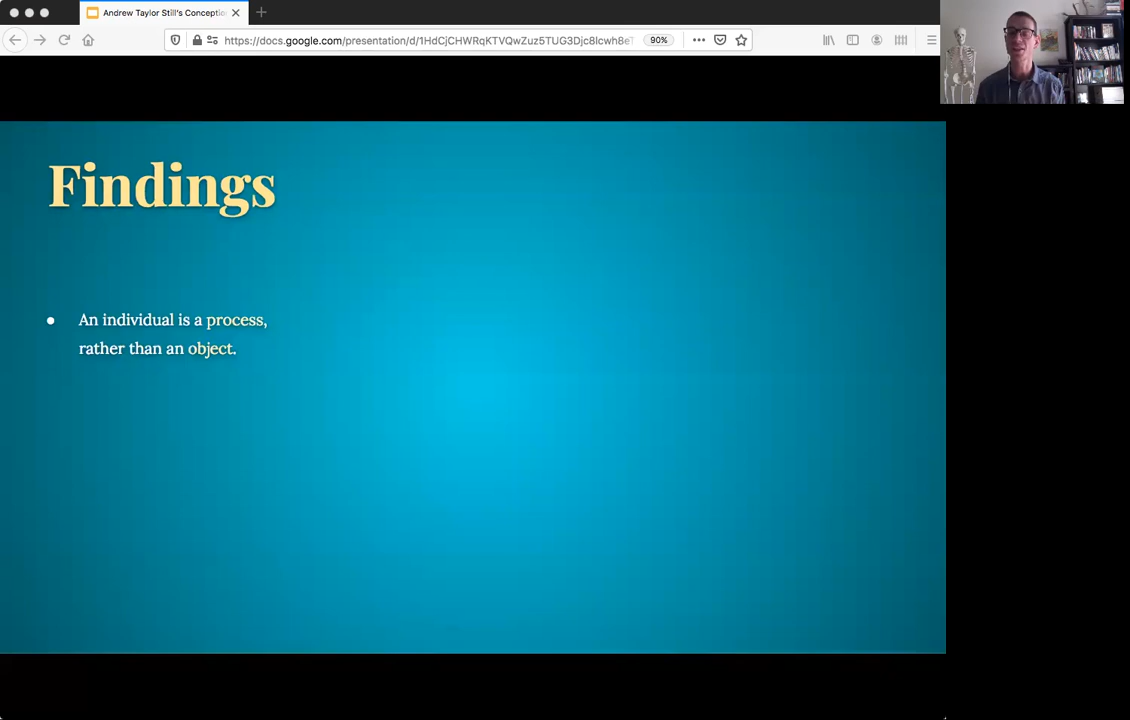 Andrew Taylor Still's Conceptio
https://docs.google.com/presentation/d/1HdCjCHWRqKTVQwZuz5TUG3Djc8lcwh8eT
90%
Findings
An individual is a process,
rather than an object.